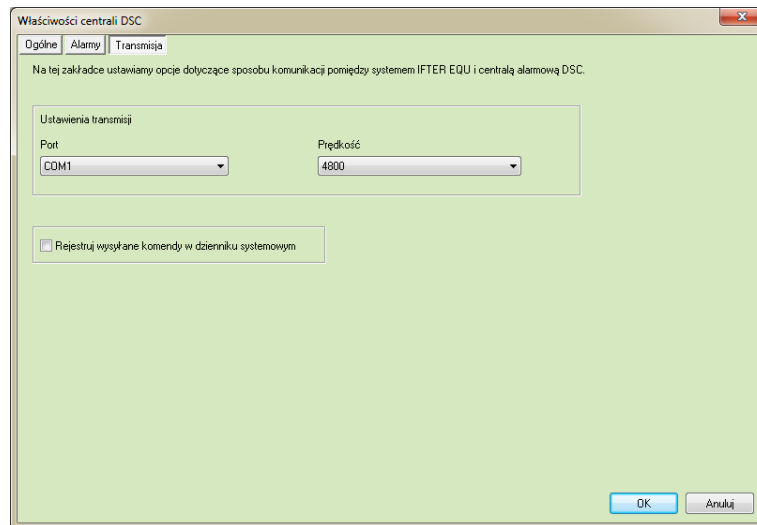 Właściwości centrali DSC
Ogólne Alarmy Transmisja
Na tej zakładce ustawiamy opcje dotyczące sposobu komunikacji pomiędzy systemem IFTER EQU i centralą alarmową DSC.
Ustawienia transmisji
Port Prędkość
COM1 4800
Rejestruj wysyłane komendy w dzienniku systemowym
OK Anuluj